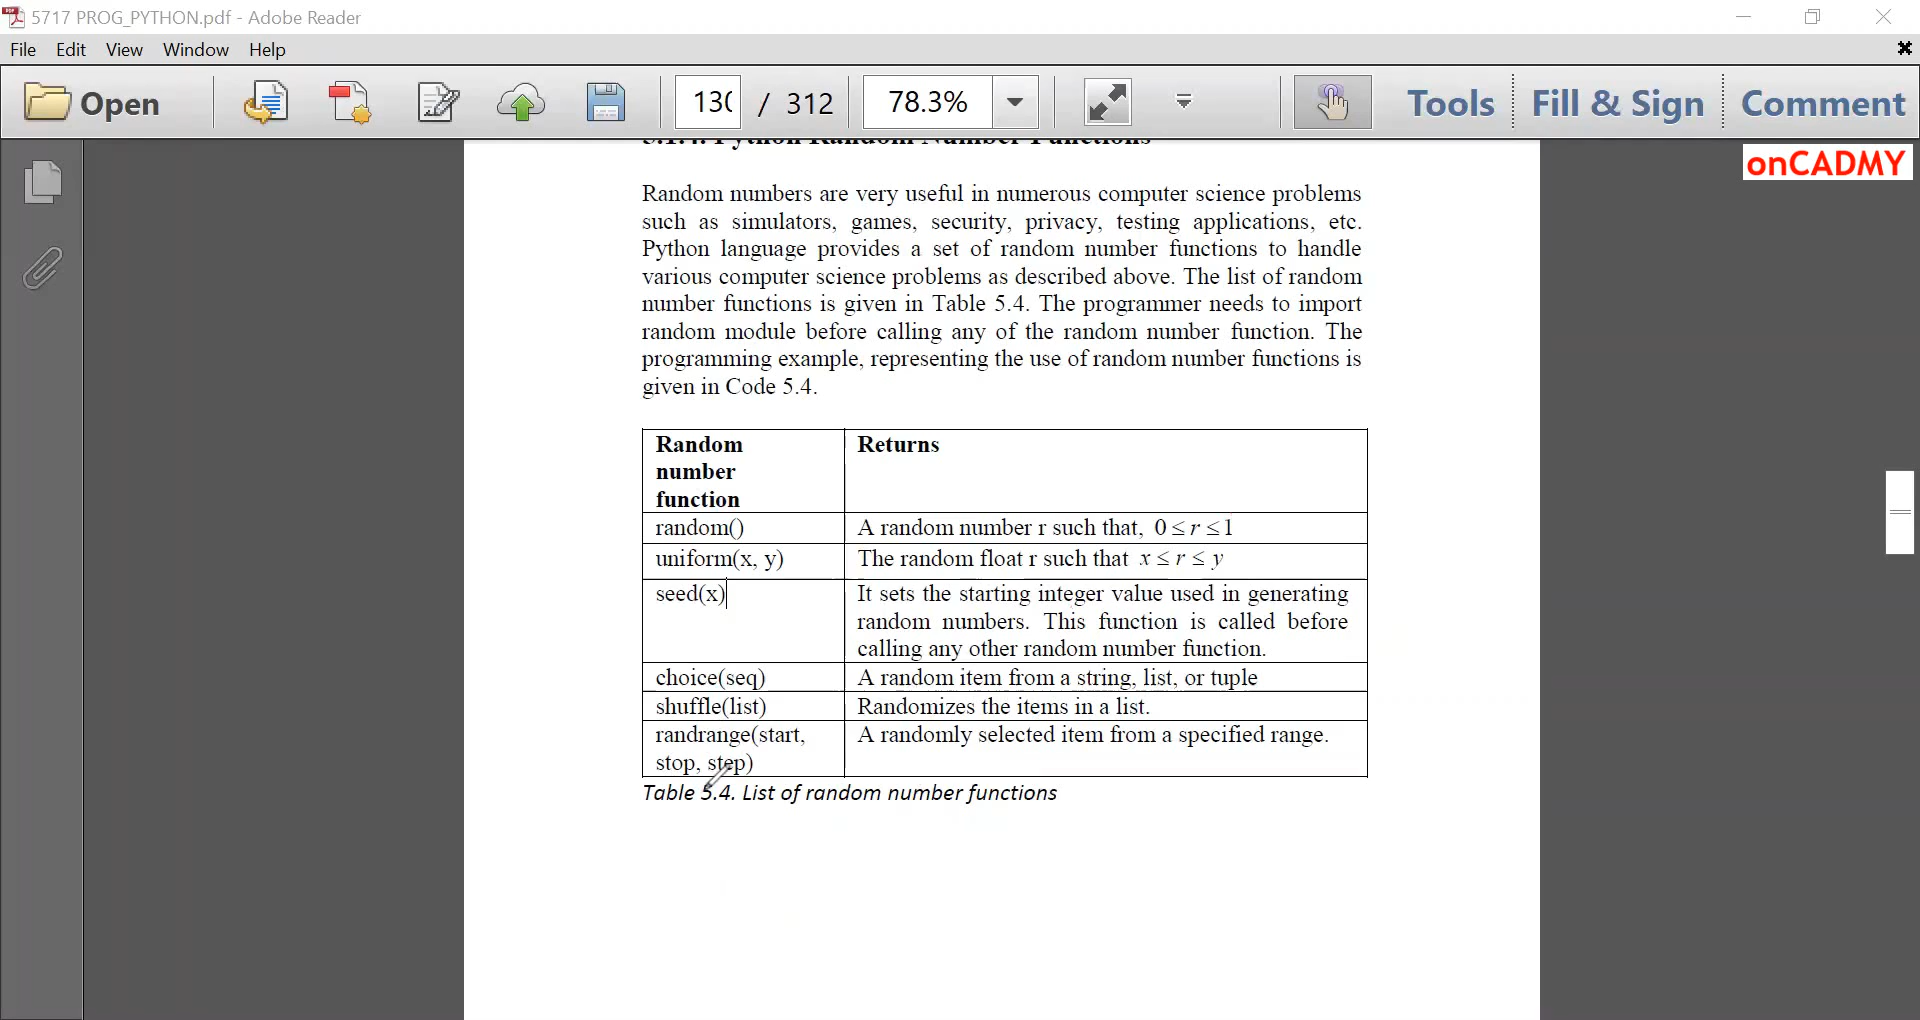 5717 PROG_PYTHON.pdf - Adobe Reader
File Edit View Window Help
Open 130 / 312 78.3% Tools Fill & Sign Comment
5.1.4. Python Random Number Functions
onCADMY
Random numbers are very useful in numerous computer science problems
such as simulators, games, security, privacy, testing applications, etc.
Python language provides a set of random number functions to handle
various computer science problems as described above. The list of random
number functions is given in Table 5.4. The programmer needs to import
random module before calling any of the random number function. The
programming example, representing the use of random number functions is
given in Code 5.4.
Random number function Returns
random() A random number r such that, 0 ≤ r ≤ 1
uniform(x, y) The random float r such that x ≤ r ≤ y
seed(x) It sets the starting integer value used in generating
random numbers. This function is called before
calling any other random number function.
choice(seq) A random item from a string, list, or tuple
shuffle(list) Randomizes the items in a list.
randrange(start, A randomly selected item from a specified range.
stop, step)
Table 5.4. List of random number functions